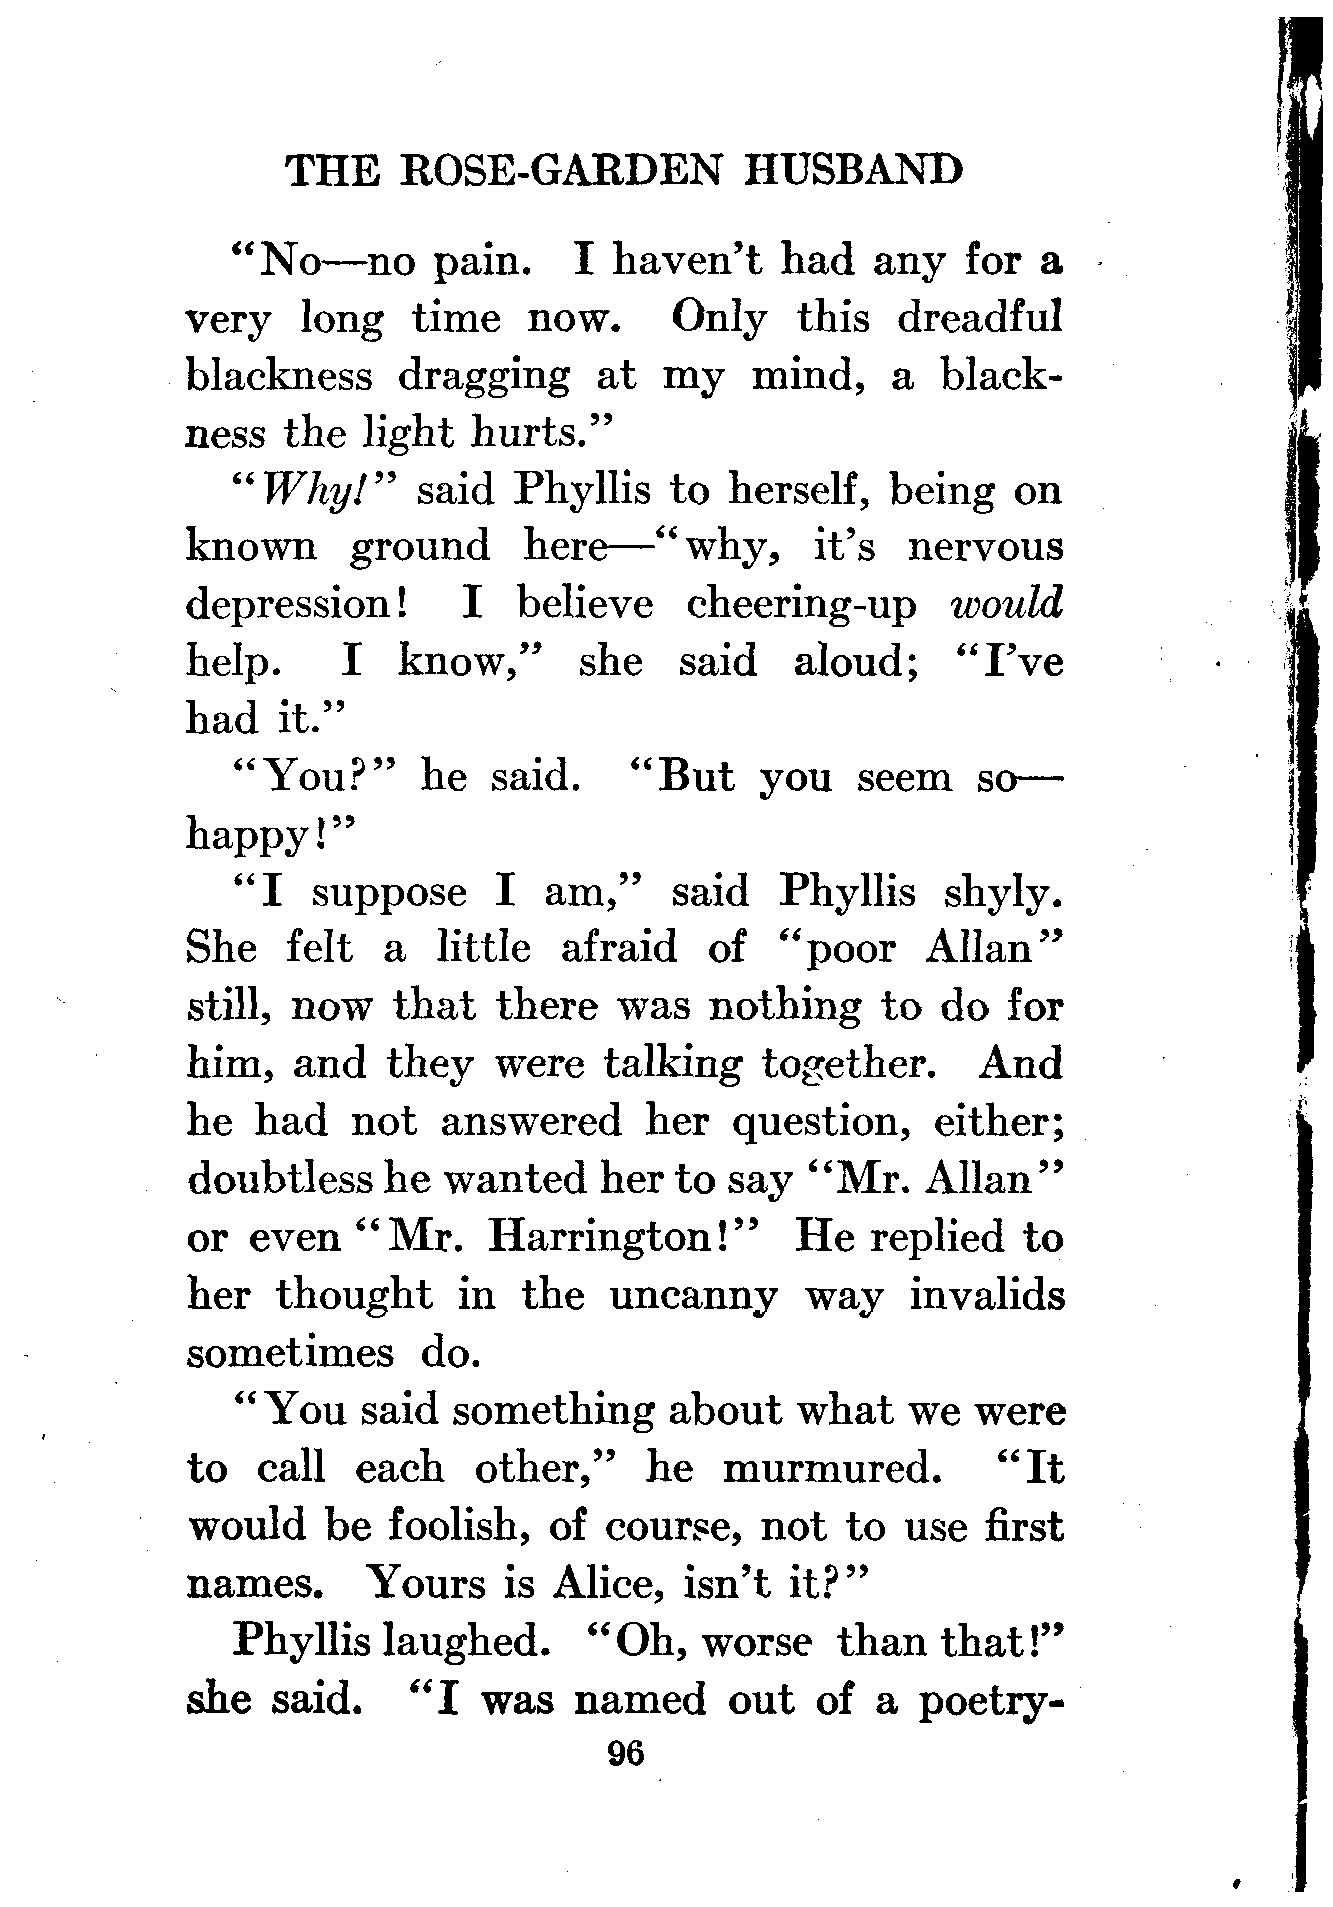 THE ROSE-GARDEN HUSBAND
“No—no pain. I haven’t had any for a
very long time now. Only this dreadful
blackness dragging at my mind, a black-
ness the light hurts.”
“Why!” said Phyllis to herself, being on
known ground here—“why, it’s nervous
depression! I believe cheering-up would
help. I know,” she said aloud; “I’ve
had it.”
“You?” he said. “But you seem so—
happy!”
“I suppose I am,” said Phyllis shyly.
She felt a little afraid of “poor Allan”
still, now that there was nothing to do for
him, and they were talking together. And
he had not answered her question, either;
doubtless he wanted her to say “Mr. Allan”
or even “Mr. Harrington!” He replied to
her thought in the uncanny way invalids
sometimes do.
“You said something about what we were
to call each other,” he murmured. “It
would be foolish, of course, not to use first
names. Yours is Alice, isn’t it?”
Phyllis laughed. “Oh, worse than that!”
she said. “I was named out of a poetry-
96